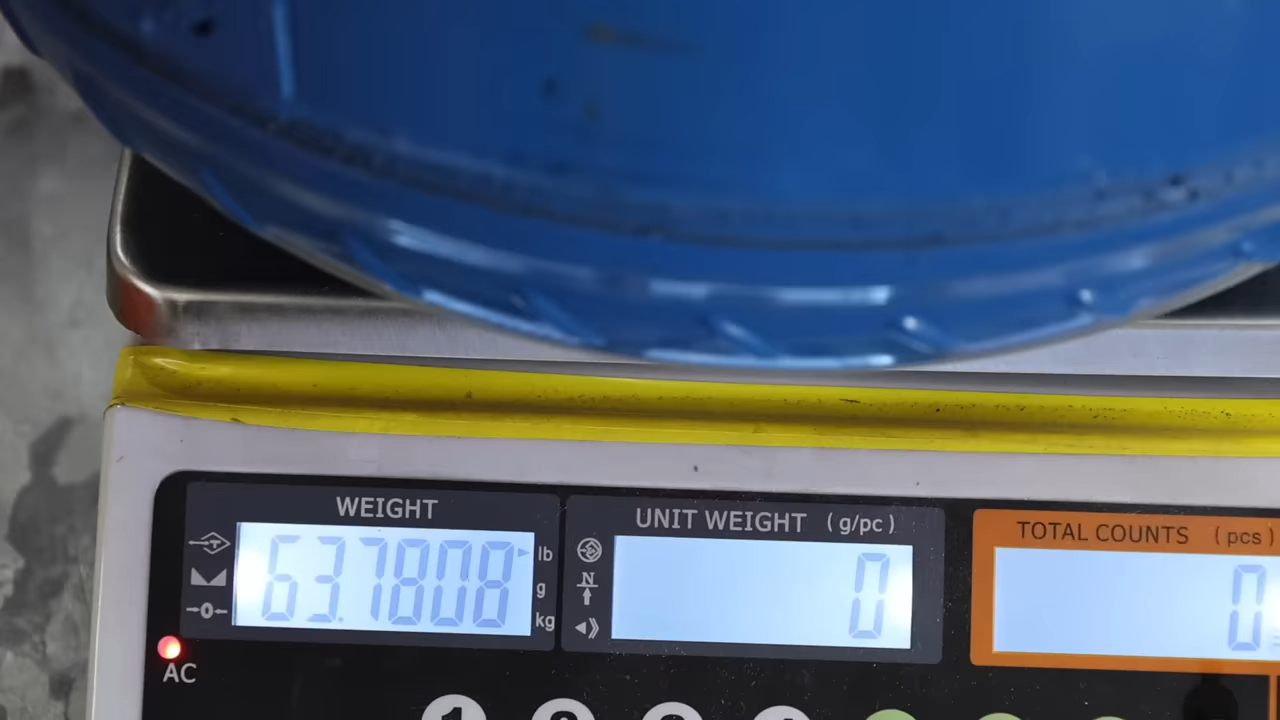 WEIGHT
63.7808
lb
g
kg
UNIT WEIGHT (g/pc)
N
0
TOTAL COUNTS (pcs)
0
AC